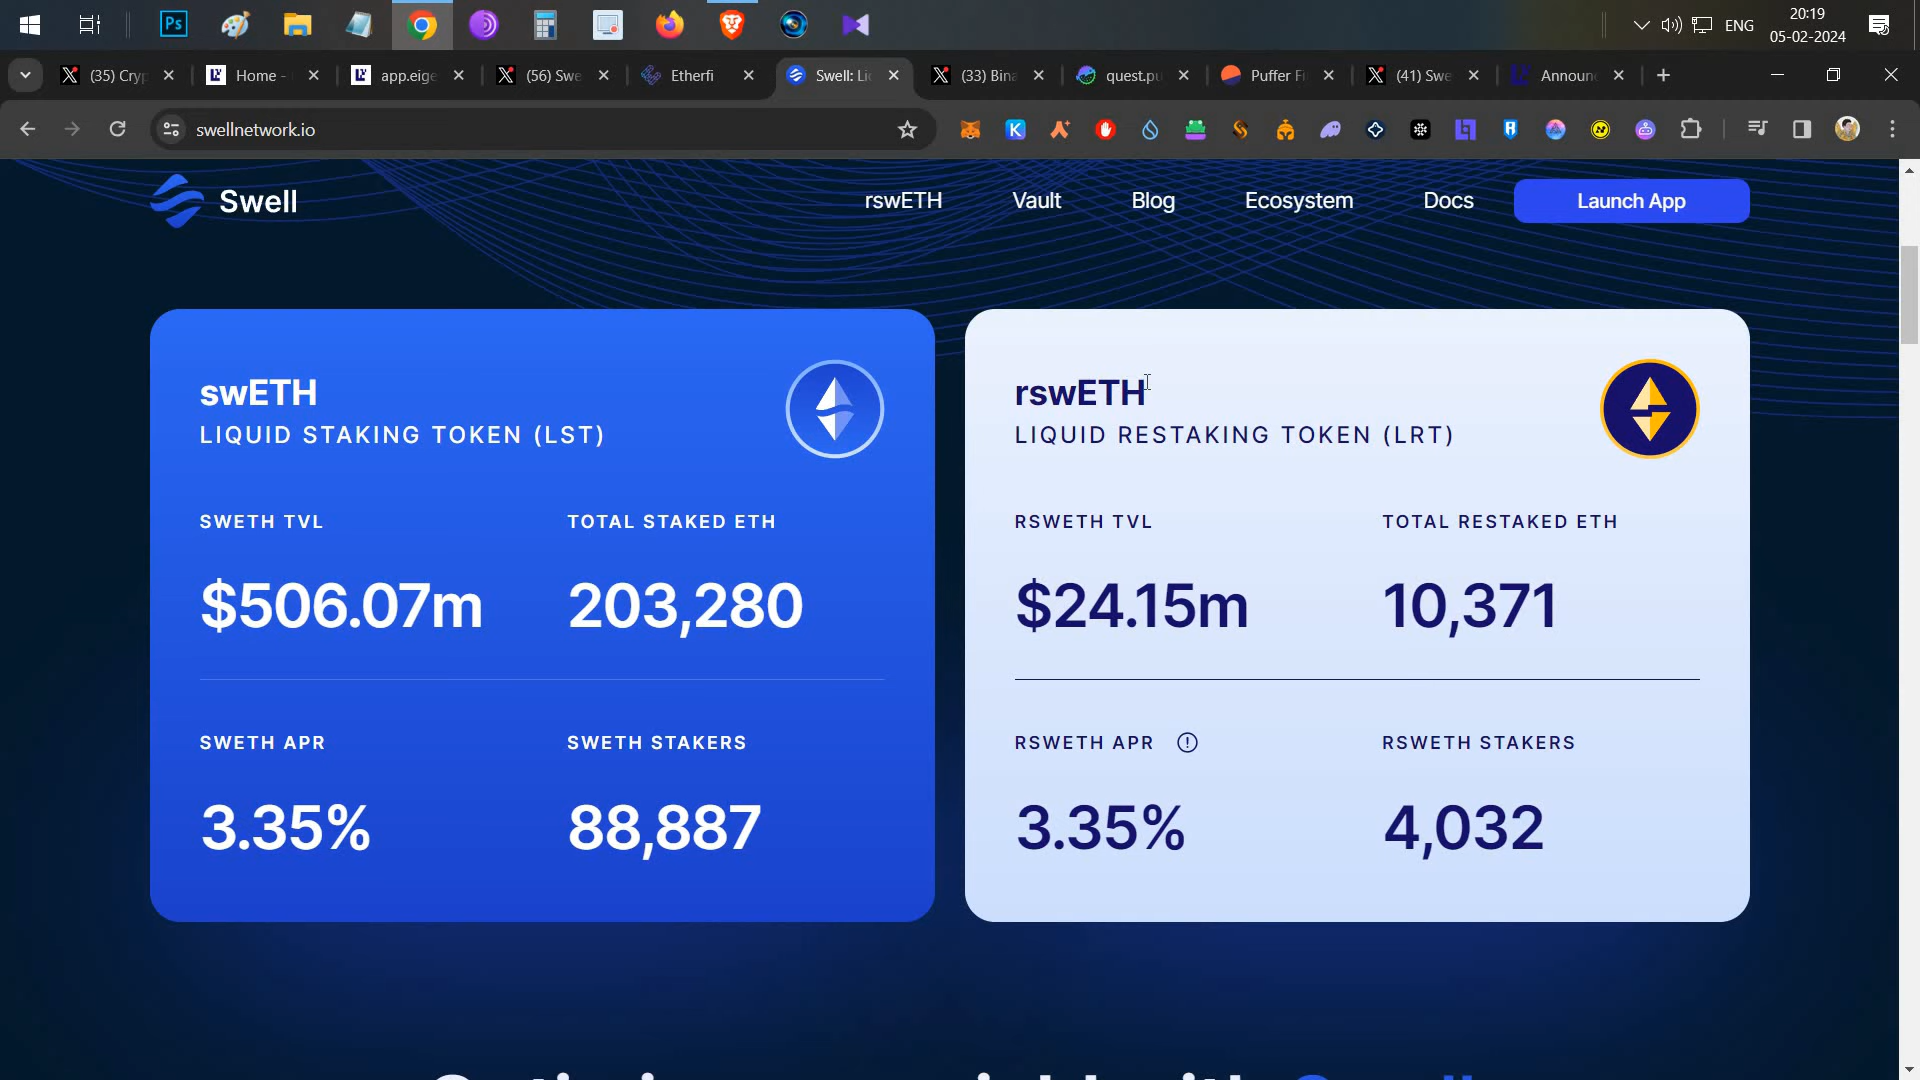 Ps
ENG
20:19
05-02-2024
(35) Cryp
Home -
app.eige
(56) Swe
Etherfi
Swell: Li
(33) Bina
quest.pu
Puffer Fi
(41) Swe
Announ
swellnetwork.io
Swell
rswETH
Vault
Blog
Ecosystem
Docs
Launch App
swETH
LIQUID STAKING TOKEN (LST)
SWETH TVL
TOTAL STAKED ETH
$506.07m
203,280
SWETH APR
SWETH STAKERS
3.35%
88,887
rswETH
LIQUID RESTAKING TOKEN (LRT)
RSWETH TVL
TOTAL RESTAKED ETH
$24.15m
10,371
RSWETH APR
RSWETH STAKERS
3.35%
4,032